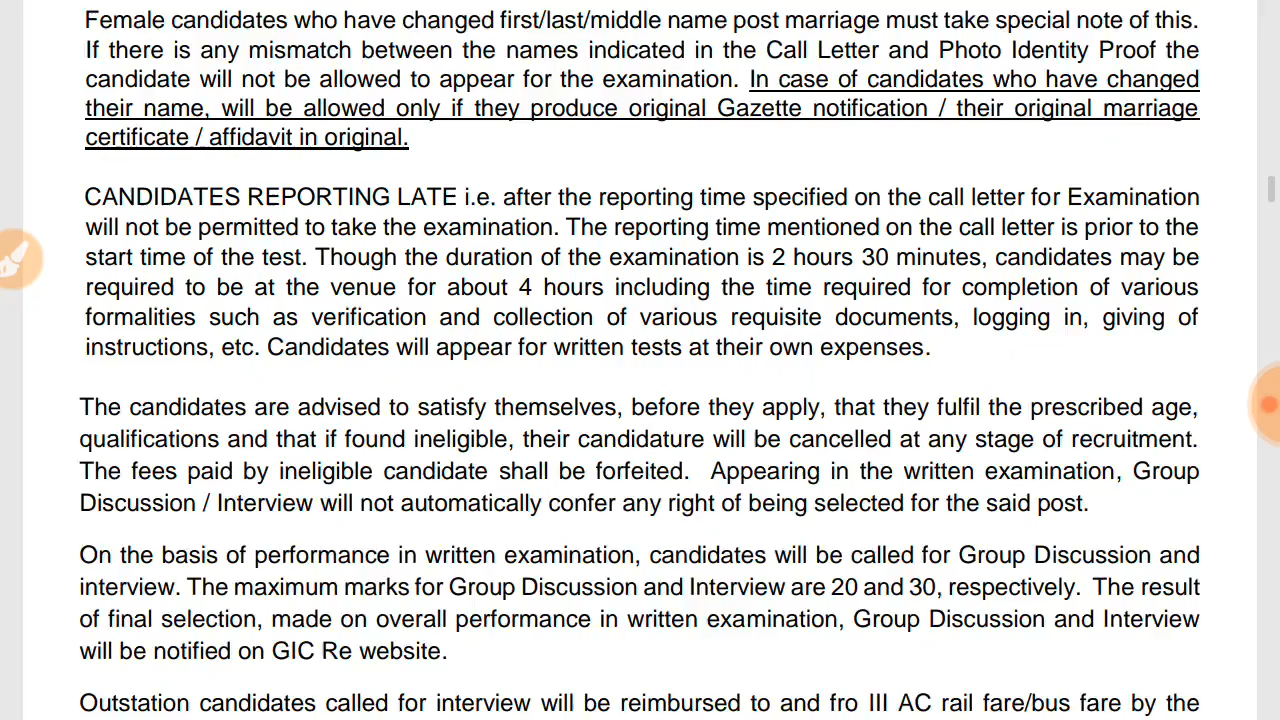 Female candidates who have changed first/last/middle name post marriage must take special note of this.
If there is any mismatch between the names indicated in the Call Letter and Photo Identity Proof the
candidate will not be allowed to appear for the examination. In case of candidates who have changed
their name, will be allowed only if they produce original Gazette notification / their original marriage
certificate / affidavit in original.
CANDIDATES REPORTING LATE i.e. after the reporting time specified on the call letter for Examination
will not be permitted to take the examination. The reporting time mentioned on the call letter is prior to the
start time of the test. Though the duration of the examination is 2 hours 30 minutes, candidates may be
required to be at the venue for about 4 hours including the time required for completion of various
formalities such as verification and collection of various requisite documents, logging in, giving of
instructions, etc. Candidates will appear for written tests at their own expenses.
The candidates are advised to satisfy themselves, before they apply, that they fulfil the prescribed age,
qualifications and that if found ineligible, their candidature will be cancelled at any stage of recruitment.
The fees paid by ineligible candidate shall be forfeited. Appearing in the written examination, Group
Discussion / Interview will not automatically confer any right of being selected for the said post.
On the basis of performance in written examination, candidates will be called for Group Discussion and
interview. The maximum marks for Group Discussion and Interview are 20 and 30, respectively. The result
of final selection, made on overall performance in written examination, Group Discussion and Interview
will be notified on GIC Re website.
Outstation candidates called for interview will be reimbursed to and fro III AC rail fare/bus fare by the